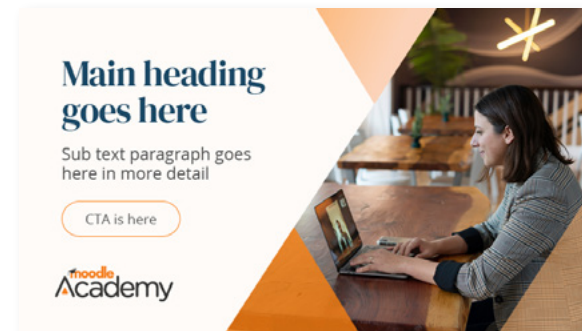 Main heading
goes here
Sub text paragraph goes
here in more detail
CTA is here
moodle
Academy